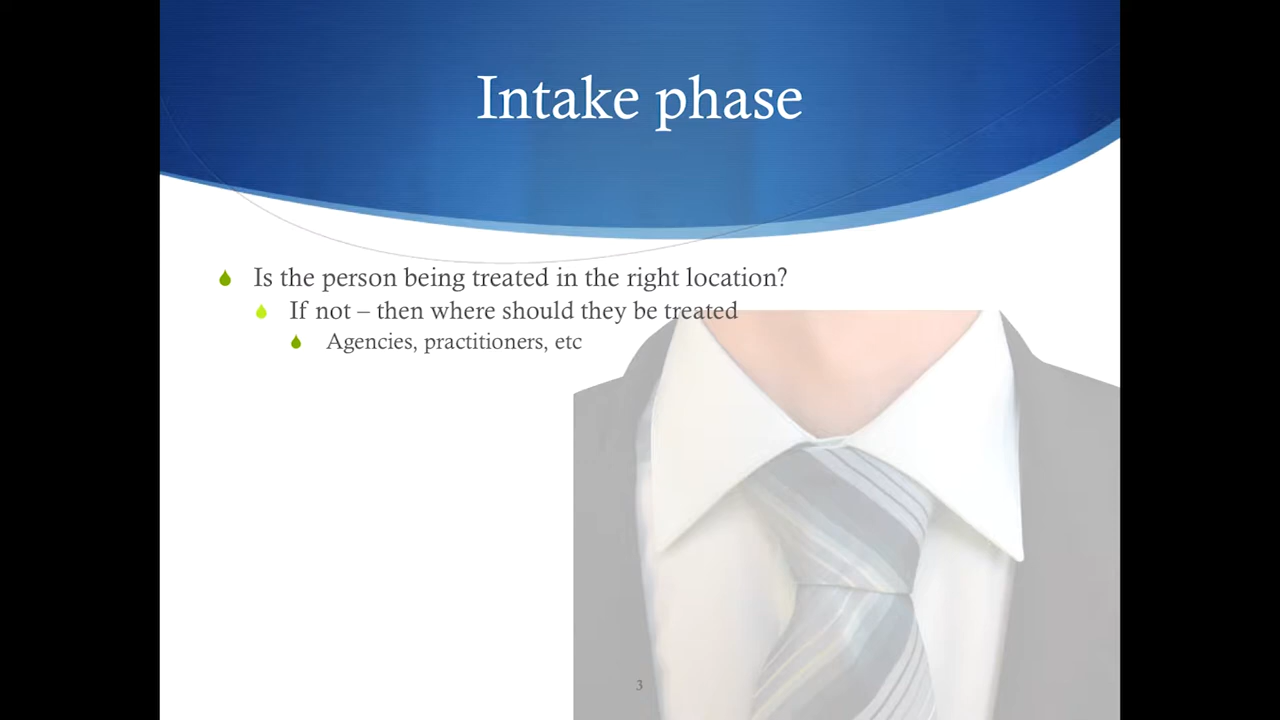 Intake phase
Is the person being treated in the right location?
If not – then where should they be treated
Agencies, practitioners, etc
3